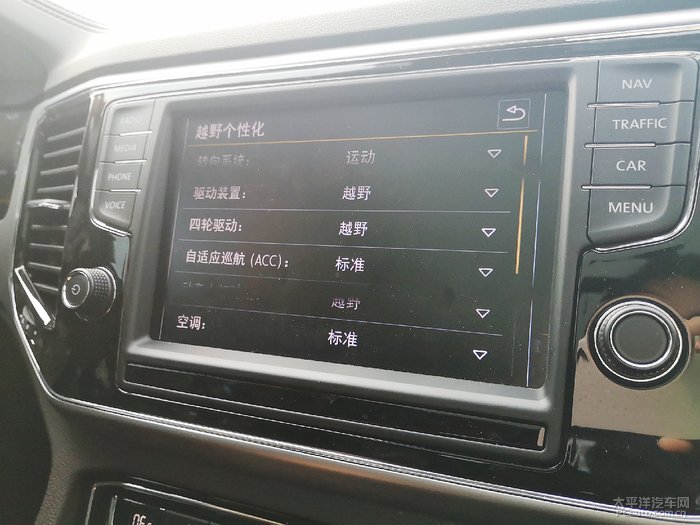 RADIO
MEDIA
PHONE
VOICE
越野个性化
转向系统： 运动
驱动装置： 越野
四轮驱动： 越野
自适应巡航 (ACC)： 标准
越野
空调： 标准
NAV
TRAFFIC
CAR
MENU
太平洋汽车网